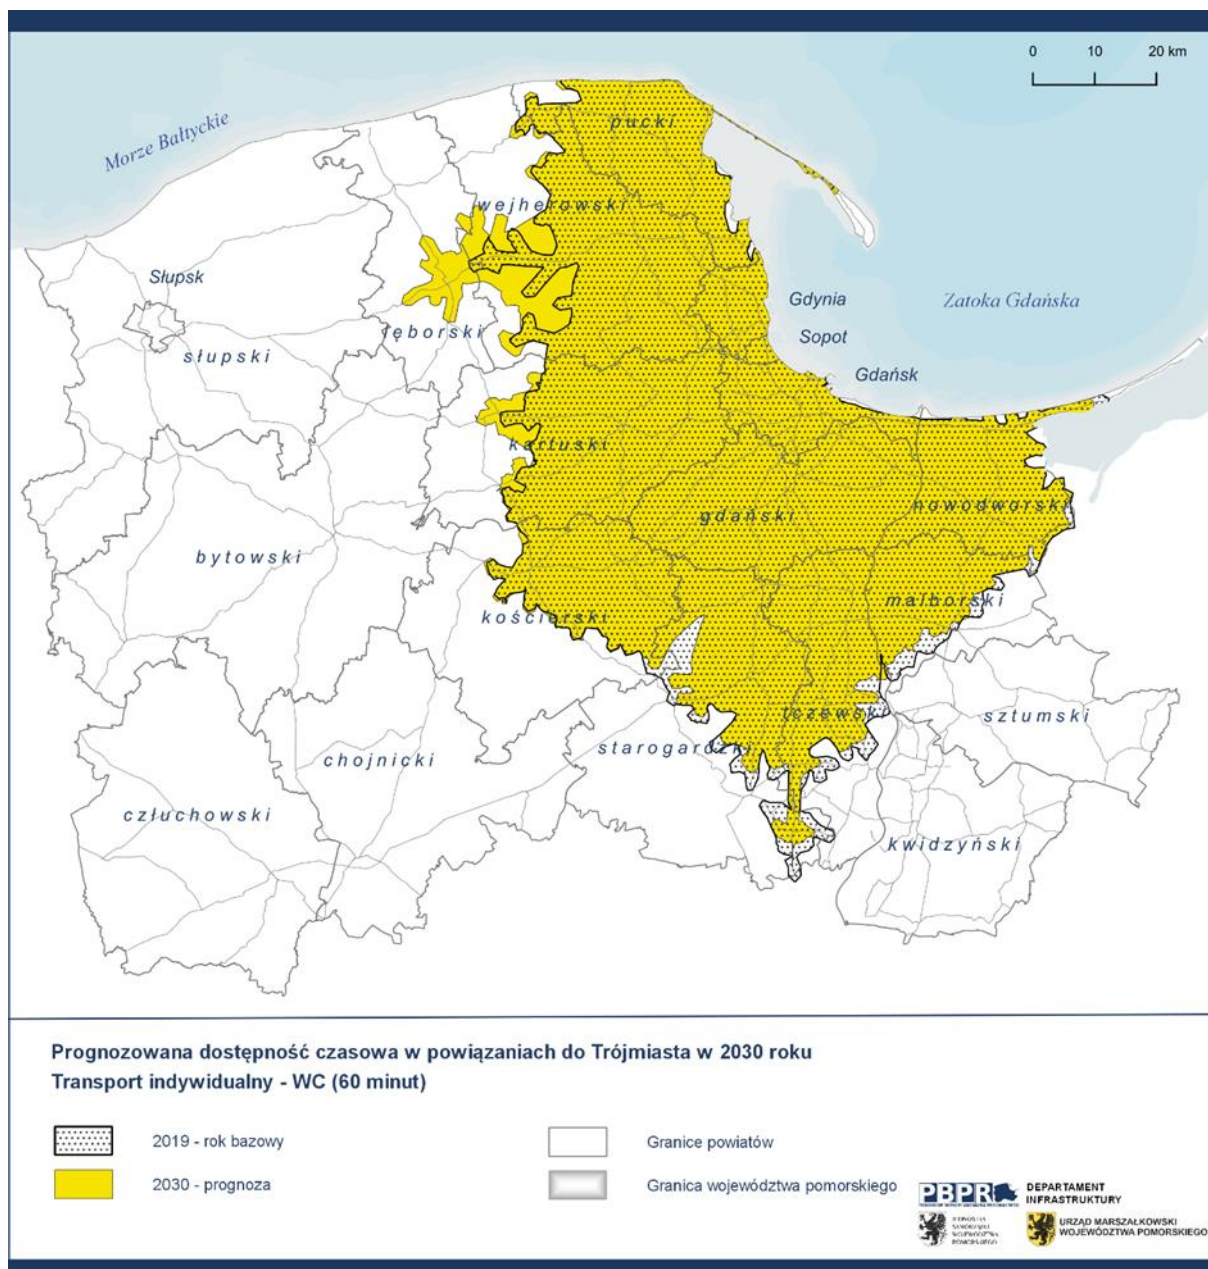 0 10 20 km
Morze Bałtyckie
pucki
wejherowski
Słupsk
Gdynia
Zatoka Gdańska
lęborski
Sopot
słupski
Gdańsk
kartuski
nowodworski
gdański
bytowski
malborski
kościerski
tczewski
sztumski
starogardzki
chojnicki
człuchowski
kwidzyński
Prognozowana dostępność czasowa w powiązaniach do Trójmiasta w 2030 roku
Transport indywidualny - WC (60 minut)
2019 - rok bazowy
Granice powiatów
2030 - prognoza
Granica województwa pomorskiego
PBPR
DEPARTAMENT
INFRASTRUKTURY
URZĄD MARSZAŁKOWSKI
WOJEWÓDZTWA POMORSKIEGO